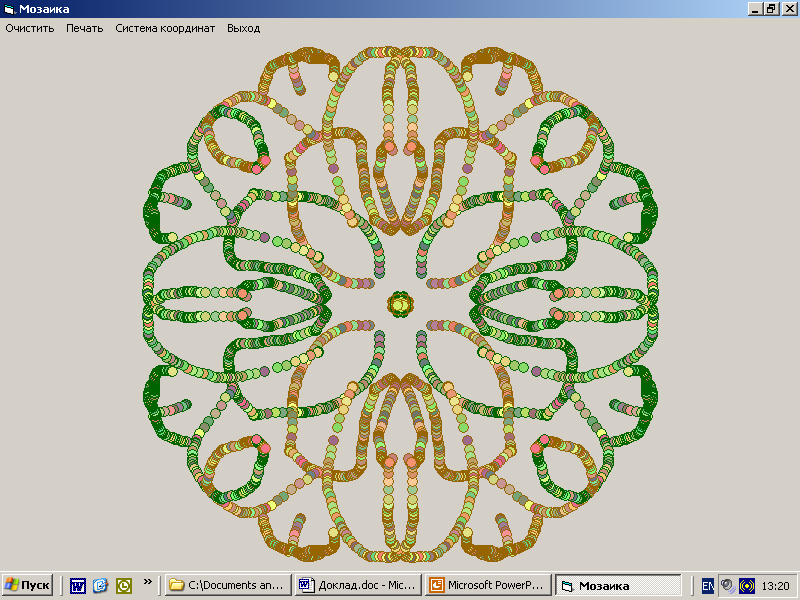 Мозаика
Очистить Печать Система координат Выход
Пуск » C:\Documents an... Доклад.doc - Mic... Microsoft PowerP... Мозаика EN 13:20